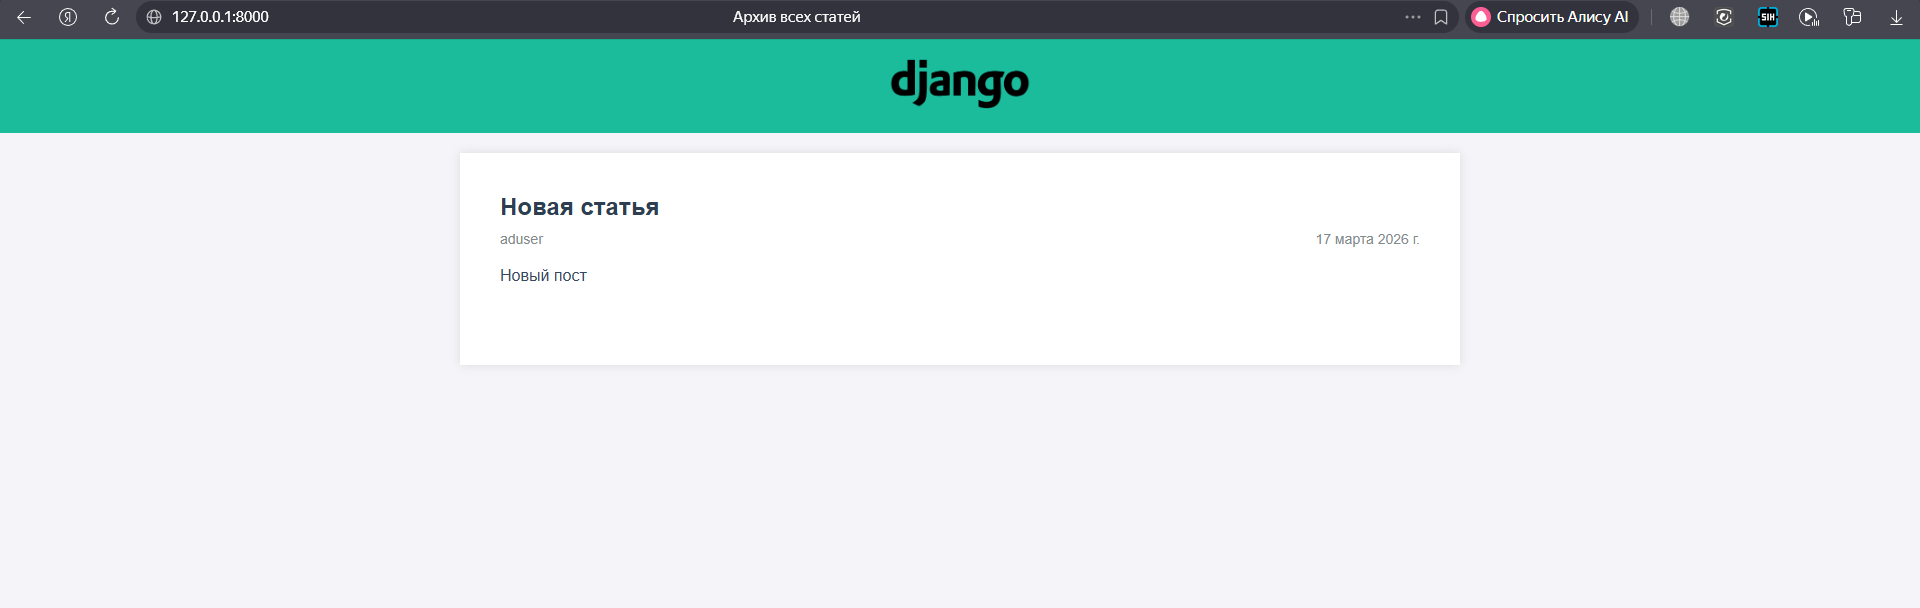 127.0.0.1:8000 Архив всех статей Спросить Алису AI SIH
django
Новая статья
aduser 17 марта 2026 г.
Новый пост